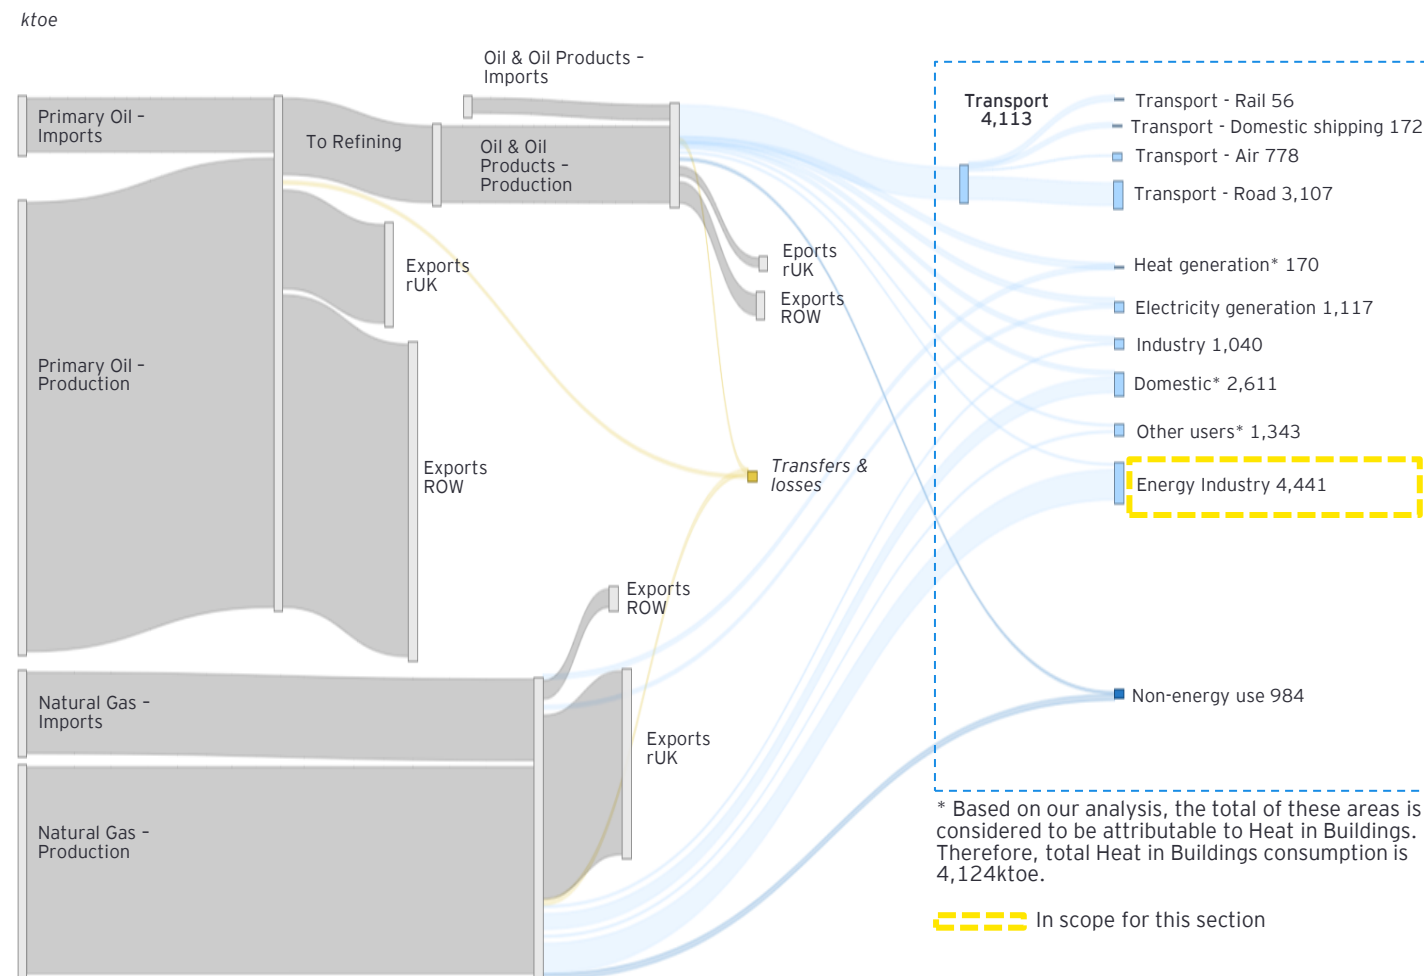 ktoe
Oil & Oil Products –
Imports
Primary Oil –
Imports
To Refining
Oil & Oil
Products –
Production
Transport
4,113
Transport - Rail 56
Transport - Domestic shipping 172
Transport - Air 778
Transport - Road 3,107
Exports
rUK
Eports
rUK
Exports
ROW
Heat generation* 170
Electricity generation 1,117
Industry 1,040
Domestic* 2,611
Other users* 1,343
Energy Industry 4,441
Primary Oil –
Production
Exports
ROW
Transfers &
losses
Exports
ROW
Natural Gas –
Imports
Exports
rUK
Non-energy use 984
Natural Gas –
Production
* Based on our analysis, the total of these areas is
considered to be attributable to Heat in Buildings.
Therefore, total Heat in Buildings consumption is
4,124ktoe.
In scope for this section